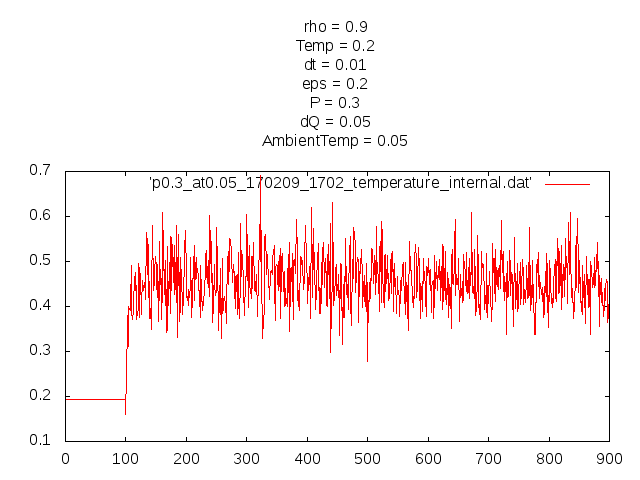 rho = 0.9
Temp = 0.2
dt = 0.01
eps = 0.2
P = 0.3
dQ = 0.05
AmbientTemp = 0.05
'p0.3_at0.05_170209_1702_temperature_internal.dat'
0.7
0.6
0.5
0.4
0.3
0.2
0.1
0 100 200 300 400 500 600 700 800 900